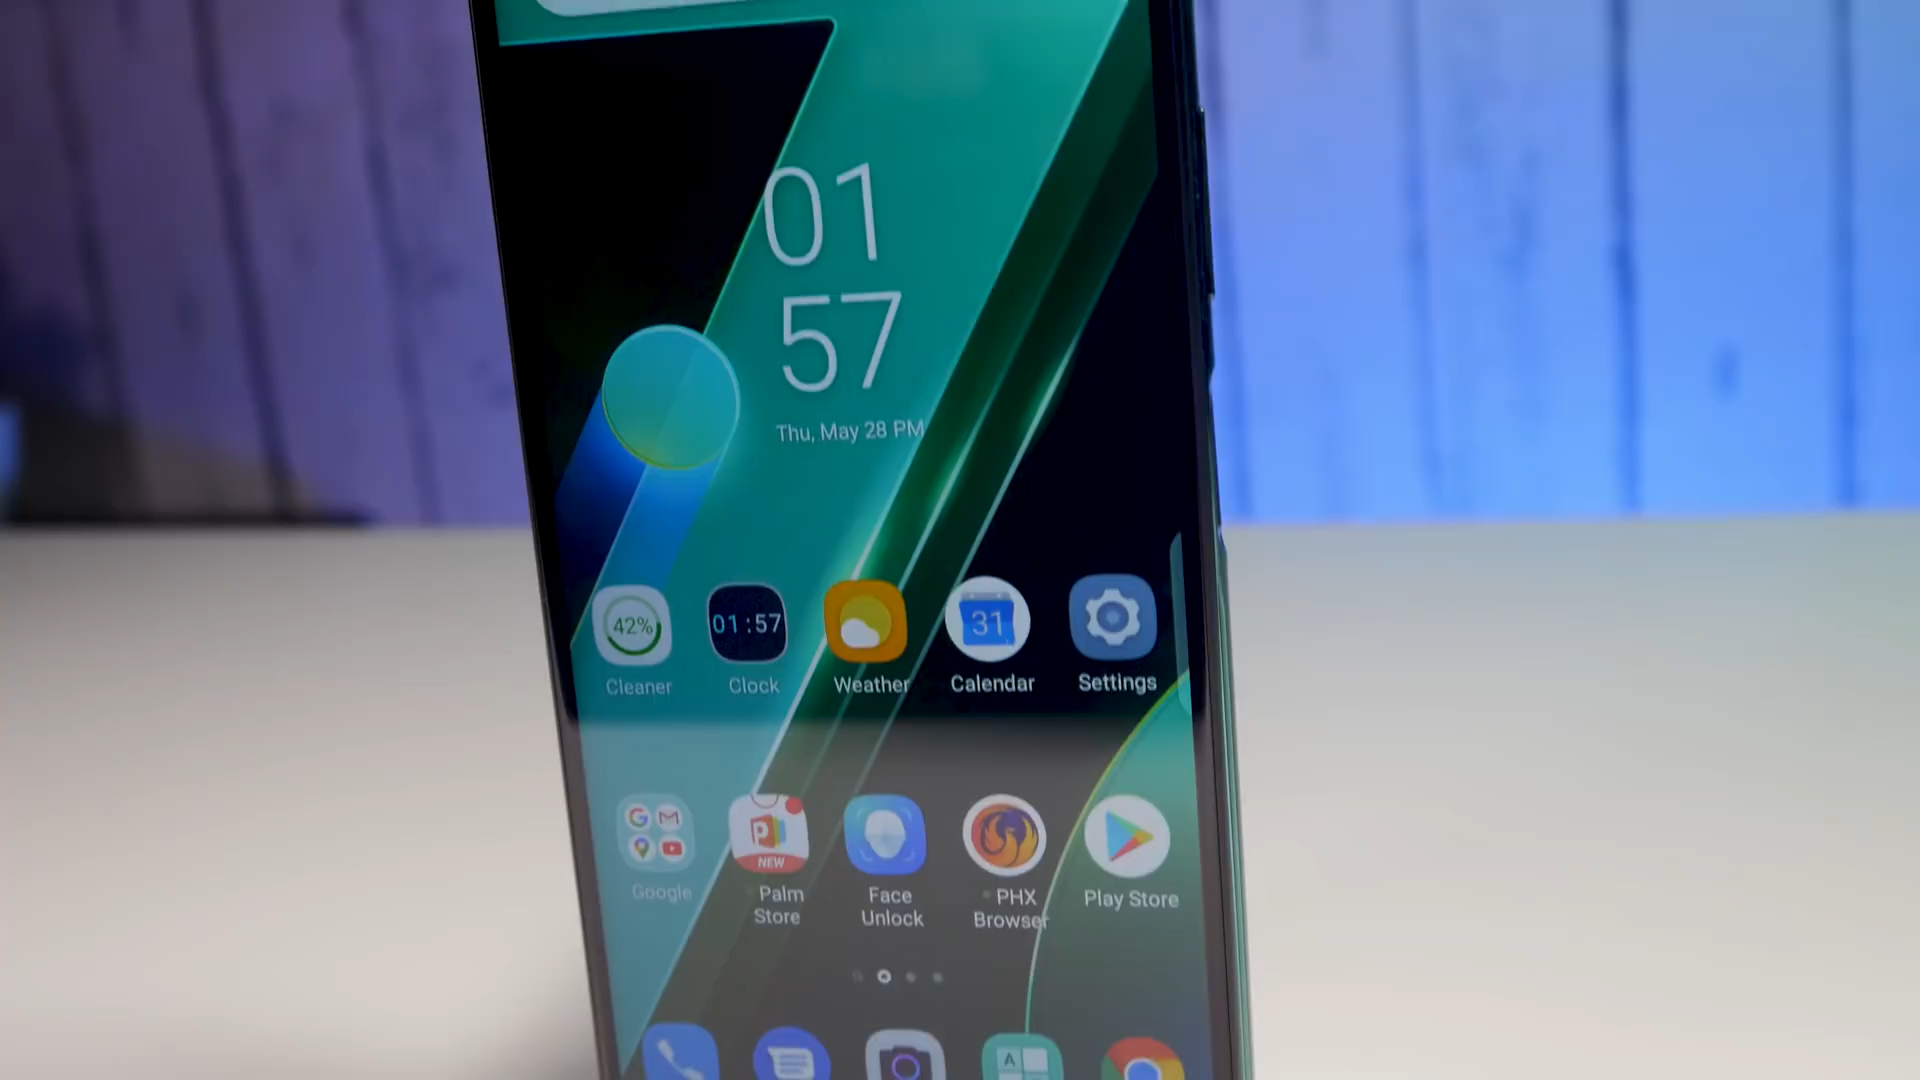 01
57
Thu, May 28 PM
42% 01:57 31
Cleaner Clock Weather Calendar Settings
G M P
NEW
Google Palm Store Face Unlock PHX Browser Play Store
A